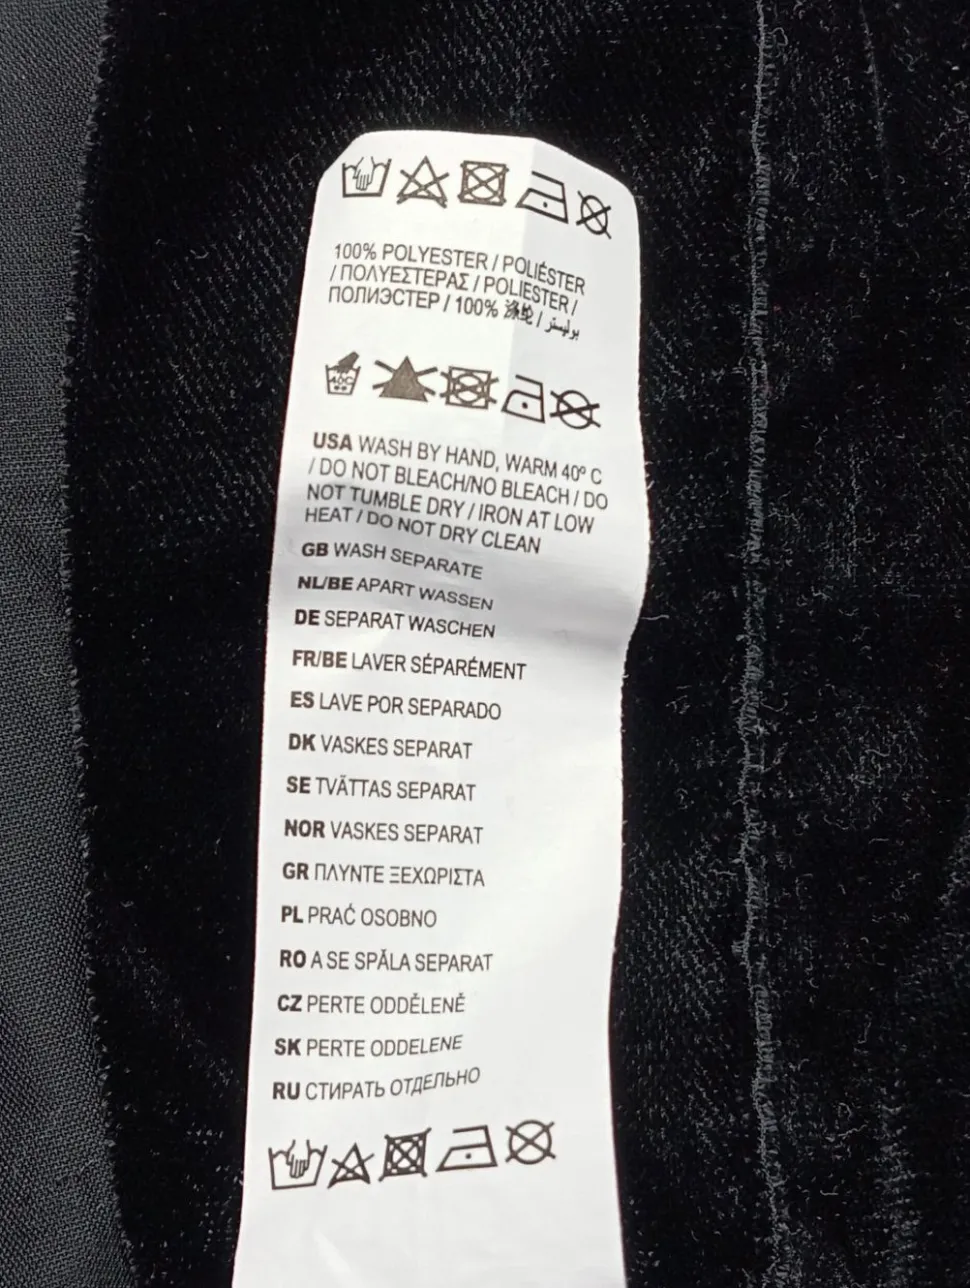 100% POLYESTER / POLIÉSTER
/ ΠΟΛΥΕΣΤΕΡΑΣ / POLIESTER /
ПОЛИЭСТЕР / 100% 涤纶 / بوليستر
USA WASH BY HAND, WARM 40º C
/ DO NOT BLEACH/NO BLEACH / DO
NOT TUMBLE DRY / IRON AT LOW
HEAT / DO NOT DRY CLEAN
GB WASH SEPARATE
NL/BE APART WASSEN
DE SEPARAT WASCHEN
FR/BE LAVER SÉPARÉMENT
ES LAVE POR SEPARADO
DK VASKES SEPARAT
SE TVÄTTAS SEPARAT
NOR VASKES SEPARAT
GR ΠΛΥΝΤΕ ΞΕΧΩΡΙΣΤΑ
PL PRAĆ OSOBNO
RO A SE SPĂLA SEPARAT
CZ PERTE ODDĚLENĚ
SK PERTE ODDELENE
RU СТИРАТЬ ОТДЕЛЬНО